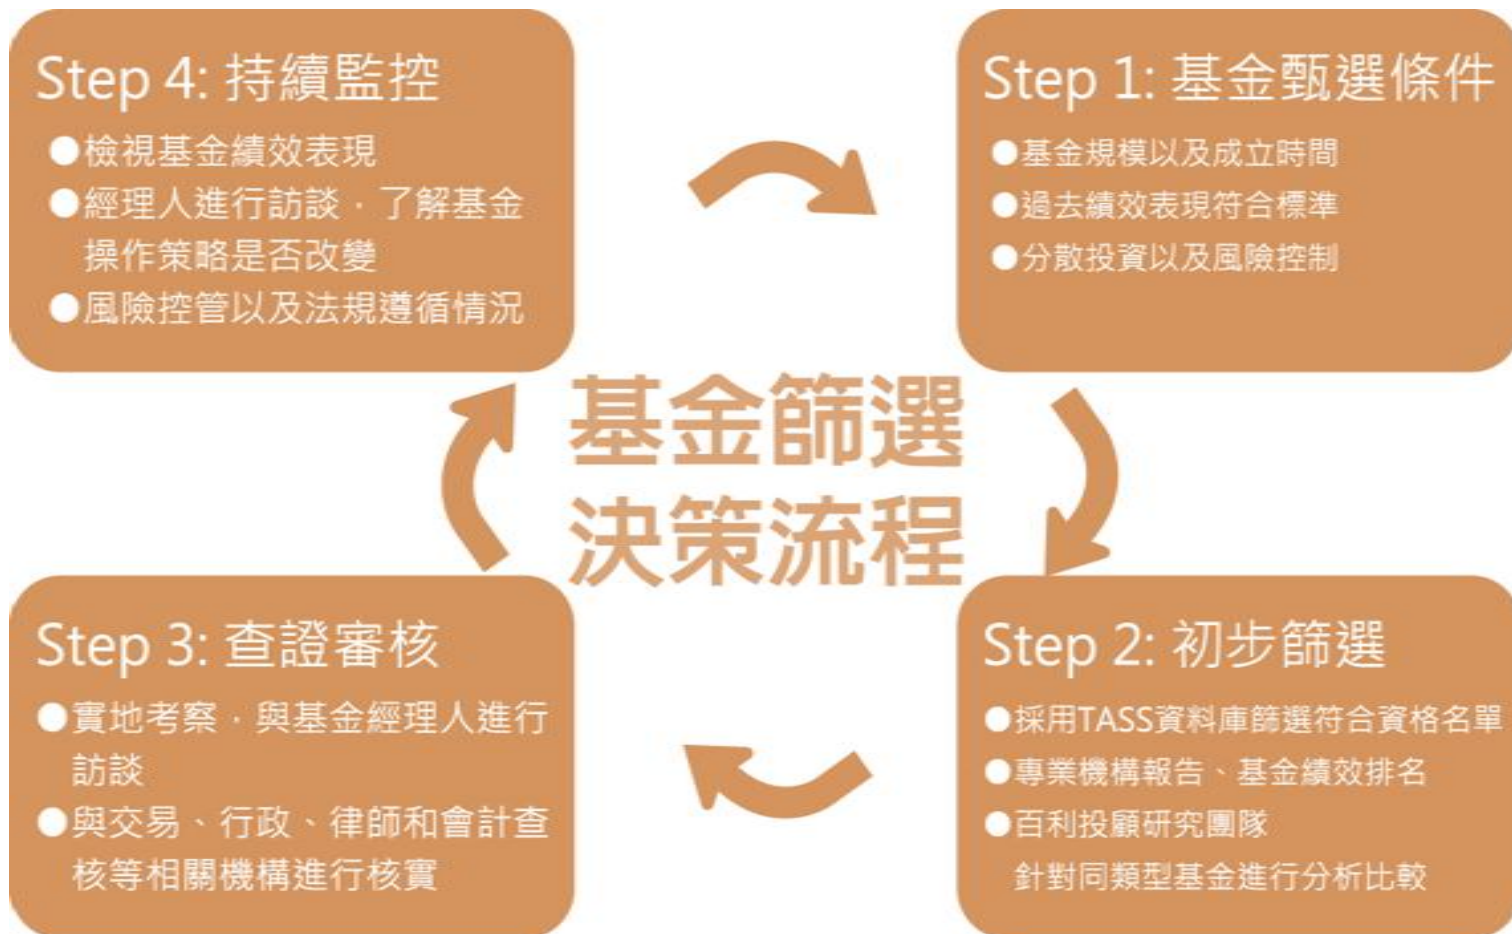 Step 4: 持續監控
●檢視基金績效表現
●經理人進行訪談，了解基金
操作策略是否改變
●風險控管以及法規遵循情況
Step 1: 基金甄選條件
●基金規模以及成立時間
●過去績效表現符合標準
●分散投資以及風險控制
基金篩選
決策流程
Step 3: 查證審核
●實地考察，與基金經理人進行
訪談
●與交易、行政、律師和會計查
核等相關機構進行核實
Step 2: 初步篩選
●採用TASS資料庫篩選符合資格名單
●專業機構報告、基金績效排名
●百利投顧研究團隊
針對同類型基金進行分析比較